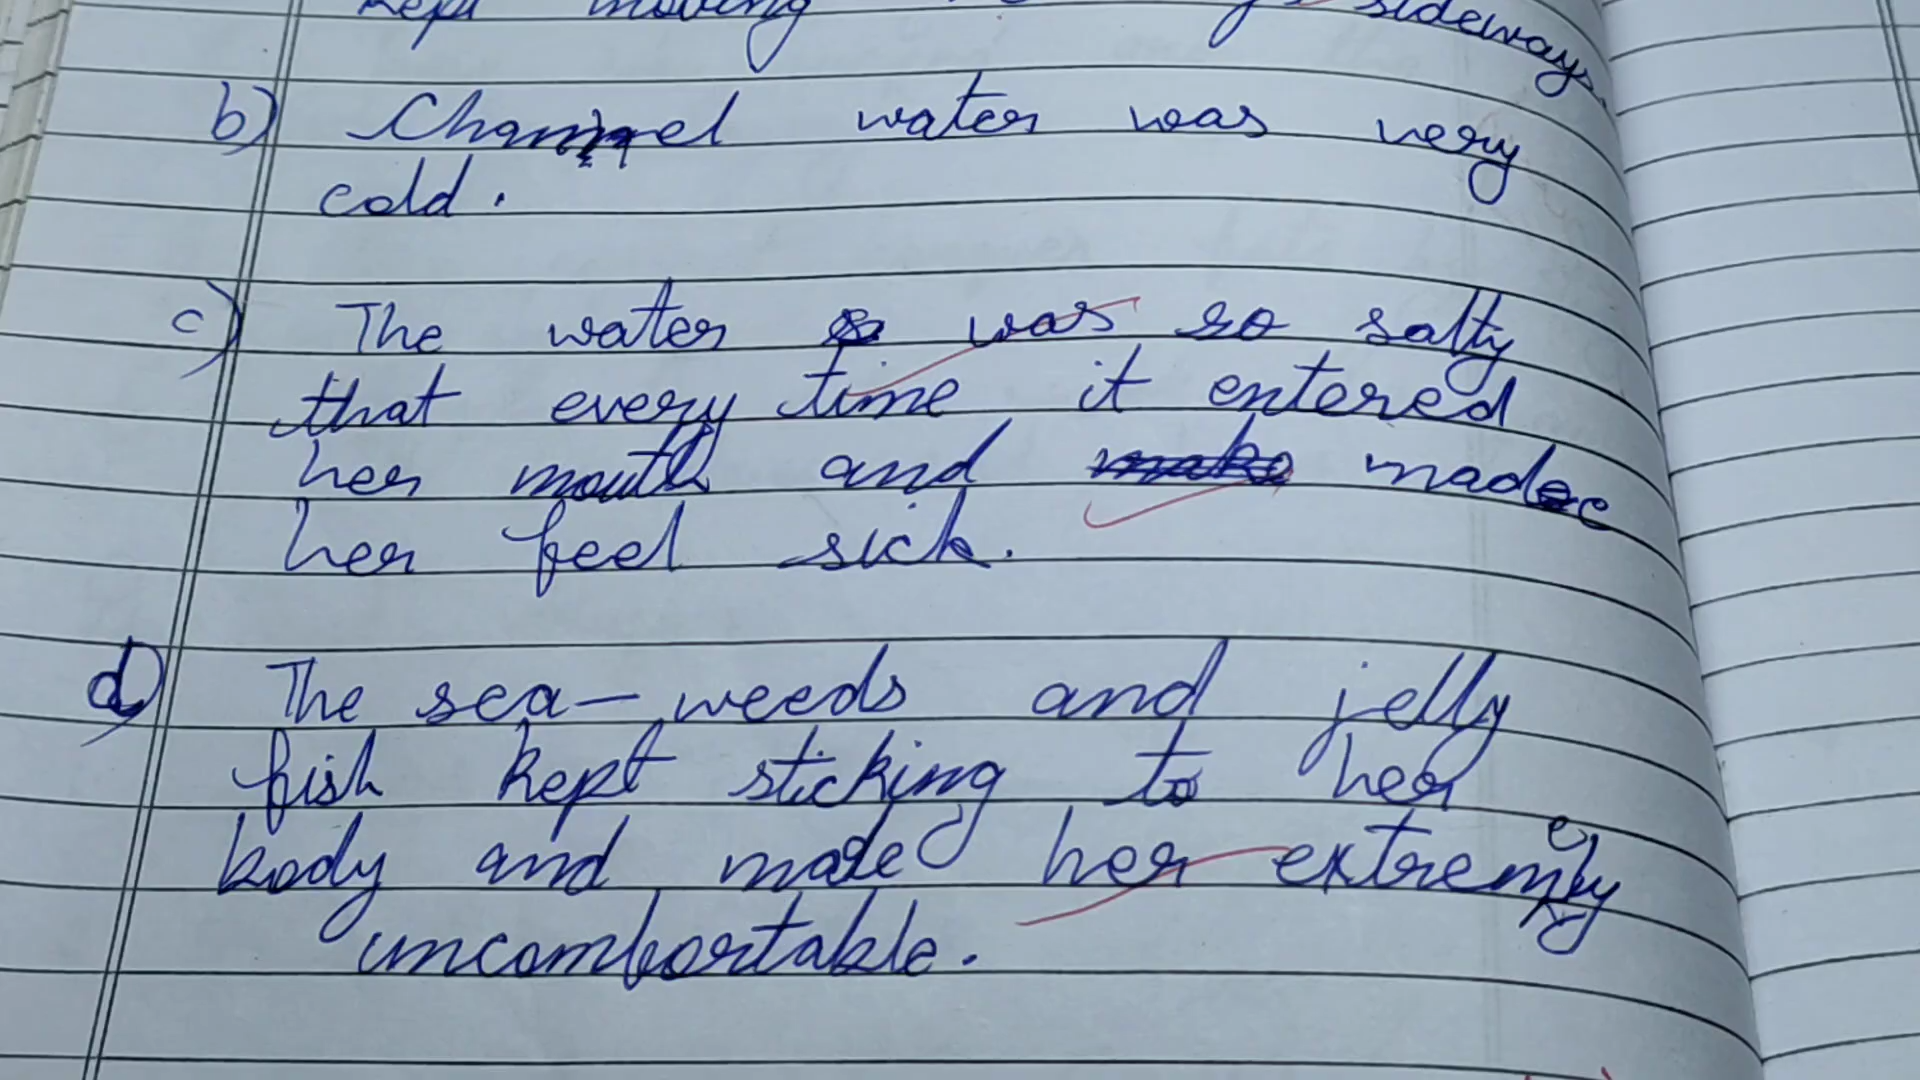 kept moving sideways.
b) Channel water was very
cold.
c) The water was so salty
that every time it entered
her mouth and made
her feel sick.
d) The sea-weeds and jelly
fish kept sticking to her
body and made her extremely
uncomfortable.